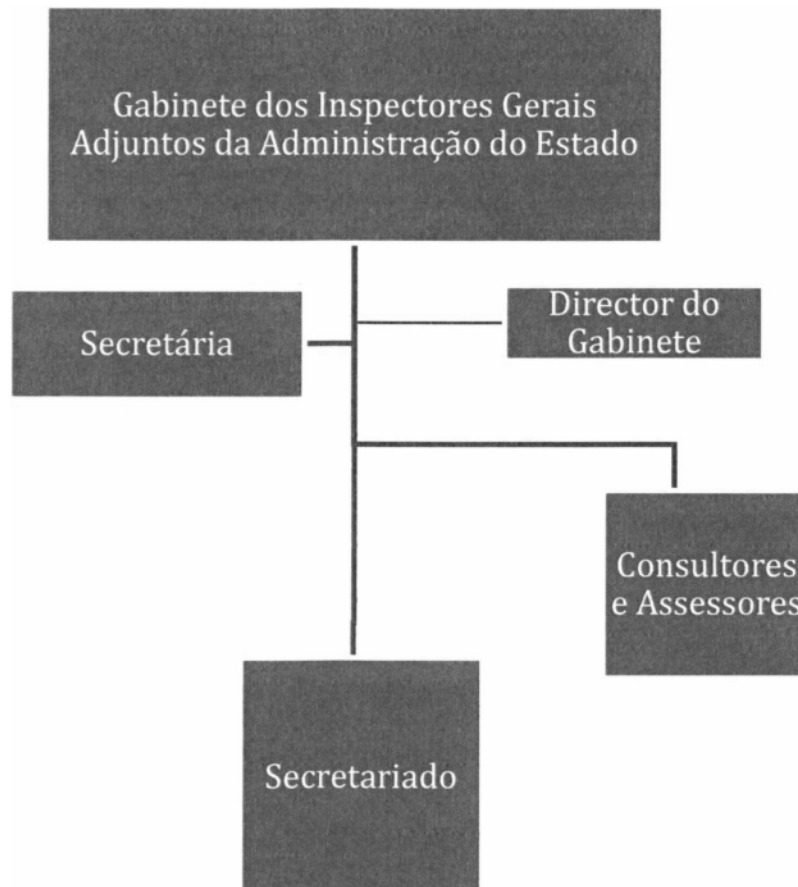 Gabinete dos Inspectores Gerais
Adjuntos da Administração do Estado
Secretária
Director do
Gabinete
Consultores
e Assessores
Secretariado